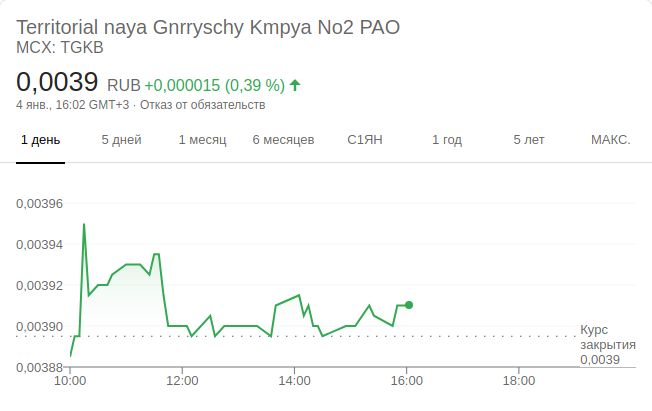 Territorial naya Gnrryschy Kmpya No2 PAO
MCX: TGKB
0,0039 RUB +0,000015 (0,39 %)
4 янв., 16:02 GMT+3 · Отказ от обязательств
1 день 5 дней 1 месяц 6 месяцев С1ЯН 1 год 5 лет МАКС.
0,00396
0,00394
0,00392
0,00390
0,00388
Курс
закрытия
0,0039
10:00 12:00 14:00 16:00 18:00